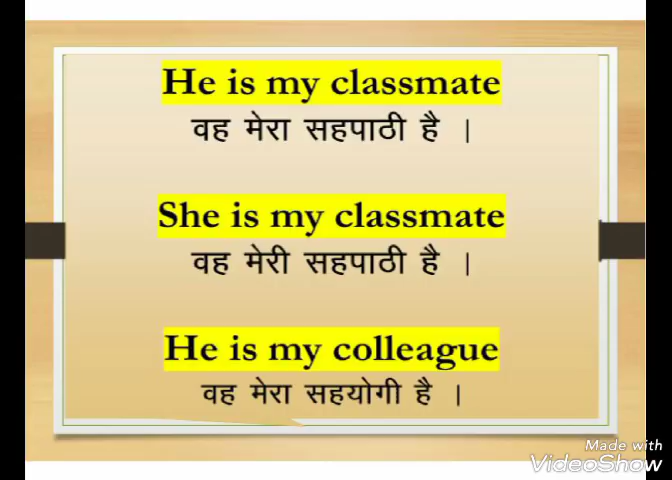 He is my classmate
वह मेरा सहपाठी है ।
She is my classmate
वह मेरी सहपाठी है ।
He is my colleague
वह मेरा सहयोगी है ।
Made with
VideoShow